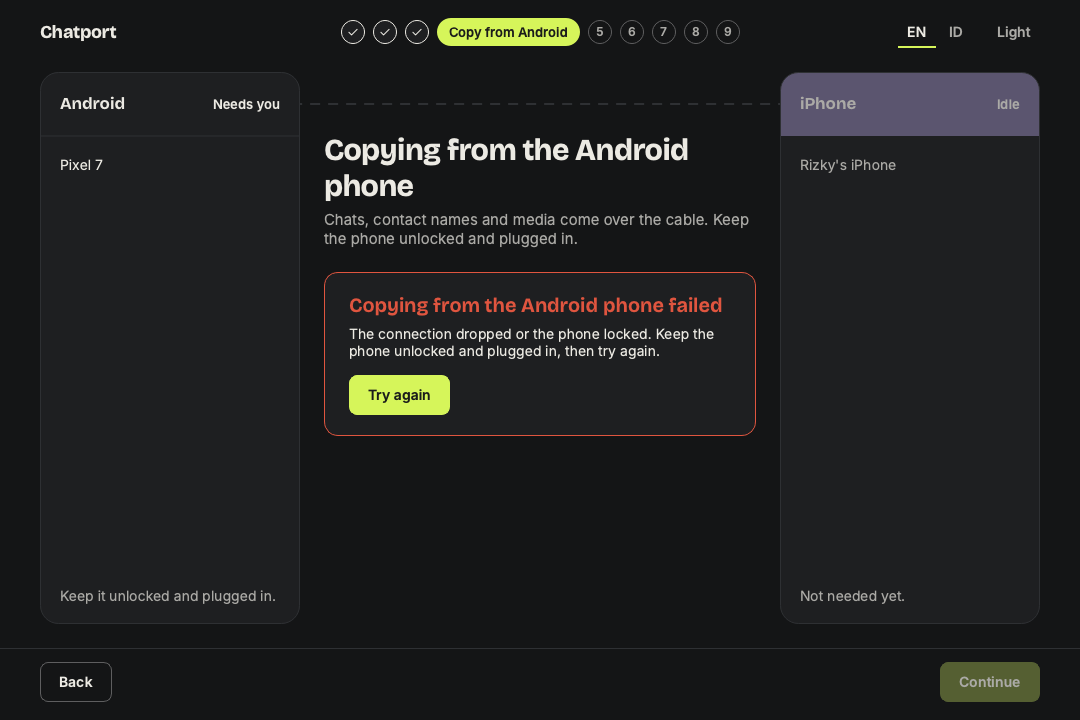 Chatport
Copy from Android
5
6
7
8
9
EN
ID
Light
Android
Needs you
Pixel 7
Keep it unlocked and plugged in.
Copying from the Android
phone
Chats, contact names and media come over the cable. Keep
the phone unlocked and plugged in.
Copying from the Android phone failed
The connection dropped or the phone locked. Keep the
phone unlocked and plugged in, then try again.
Try again
iPhone
Idle
Rizky's iPhone
Not needed yet.
Back
Continue